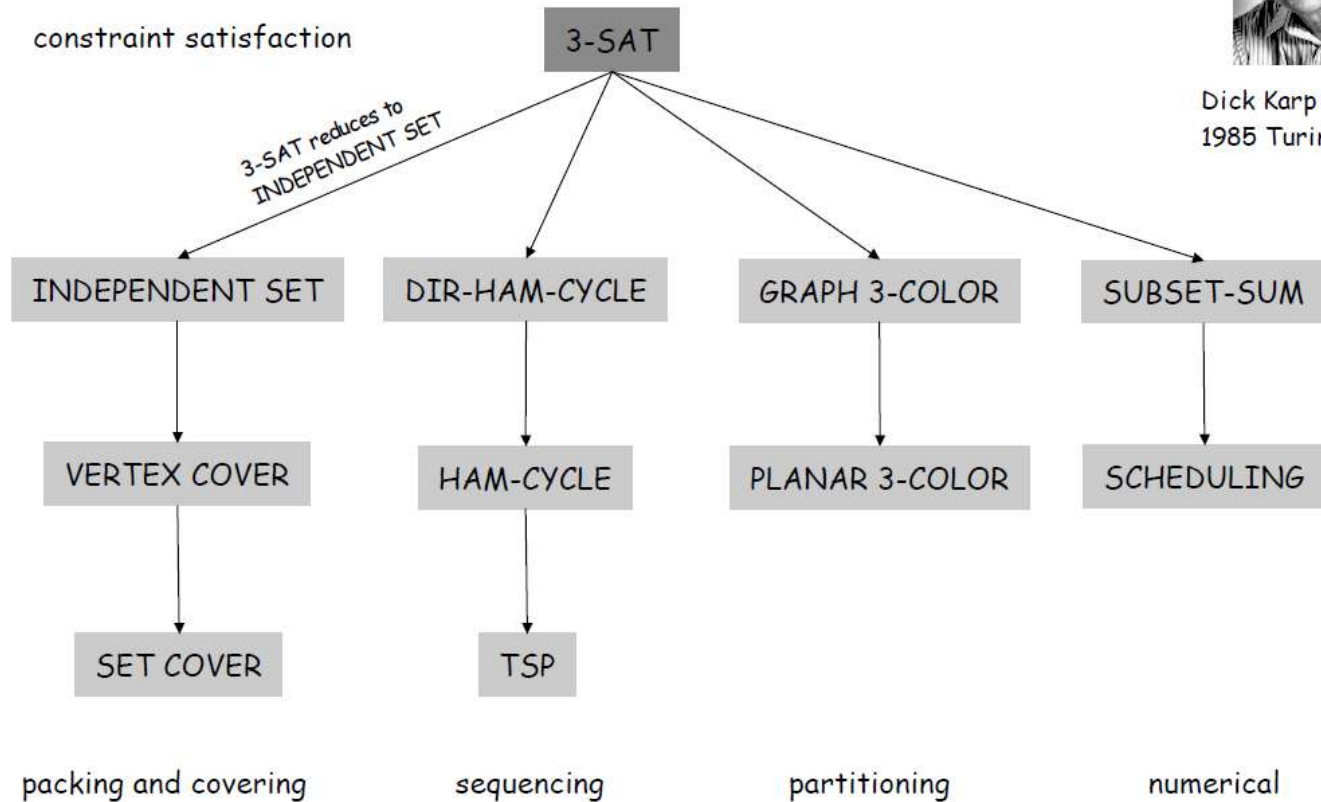 constraint satisfaction
3-SAT
Dick Karp
1985 Turin
3-SAT reduces to
INDEPENDENT SET
INDEPENDENT SET
DIR-HAM-CYCLE
GRAPH 3-COLOR
SUBSET-SUM
VERTEX COVER
HAM-CYCLE
PLANAR 3-COLOR
SCHEDULING
SET COVER
TSP
packing and covering
sequencing
partitioning
numerical